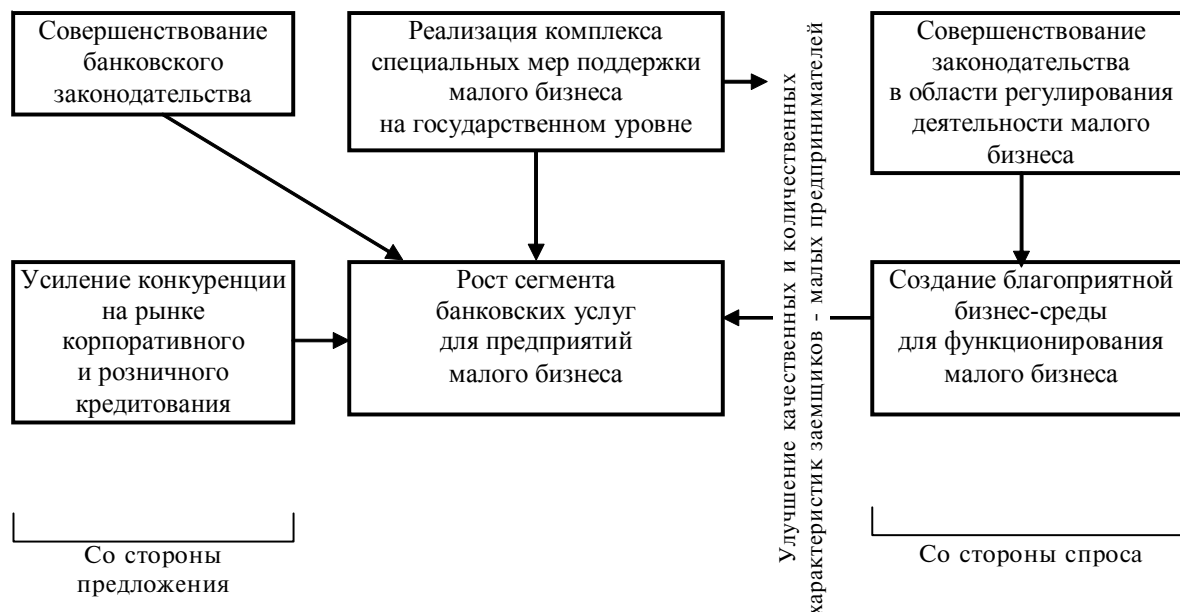 Совершенствование
банковского
законодательства
Реализация комплекса
специальных мер поддержки
малого бизнеса
на государственном уровне
Совершенствование
законодательства
в области регулирования
деятельности малого
бизнеса
Усиление конкуренции
на рынке
корпоративного
и розничного
кредитования
Рост сегмента
банковских услуг
для предприятий
малого бизнеса
Улучшение качественных и количественных
характеристик заемщиков - малых предпринимателей
Создание благоприятной
бизнес-среды
для функционирования
малого бизнеса
Со стороны
предложения
Со стороны спроса